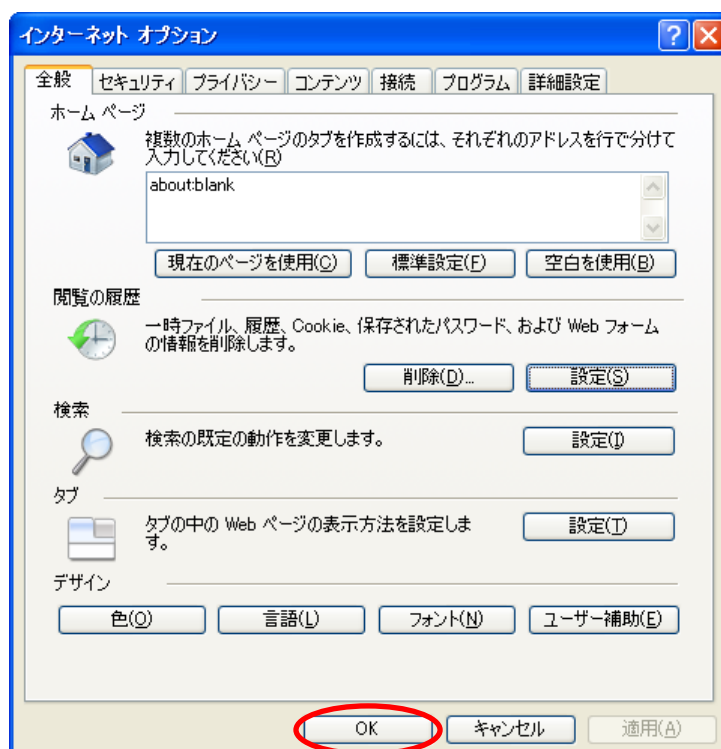 インターネット オプション
全般 セキュリティ プライバシー コンテンツ 接続 プログラム 詳細設定
ホーム ページ
複数のホーム ページのタブを作成するには、それぞれのアドレスを行で分けて
入力してください(R)
about:blank
現在のページを使用(C) 標準設定(F) 空白を使用(B)
閲覧の履歴
一時ファイル、履歴、Cookie、保存されたパスワード、および Web フォーム
の情報を削除します。
削除(D)... 設定(S)
検索
検索の既定の動作を変更します。 設定(I)
タブ
タブの中の Web ページの表示方法を設定しま
す。 設定(T)
デザイン
色(O) 言語(L) フォント(N) ユーザー補助(E)
OK キャンセル 適用(A)